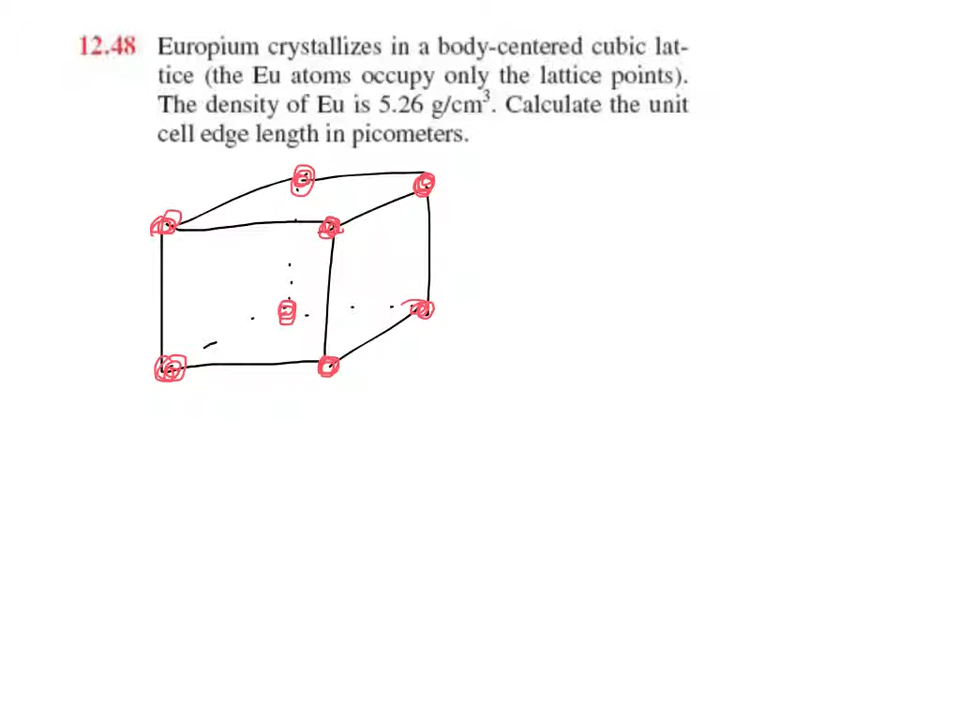 12.48 Europium crystallizes in a body-centered cubic lat-
tice (the Eu atoms occupy only the lattice points).
The density of Eu is 5.26 g/cm³. Calculate the unit
cell edge length in picometers.